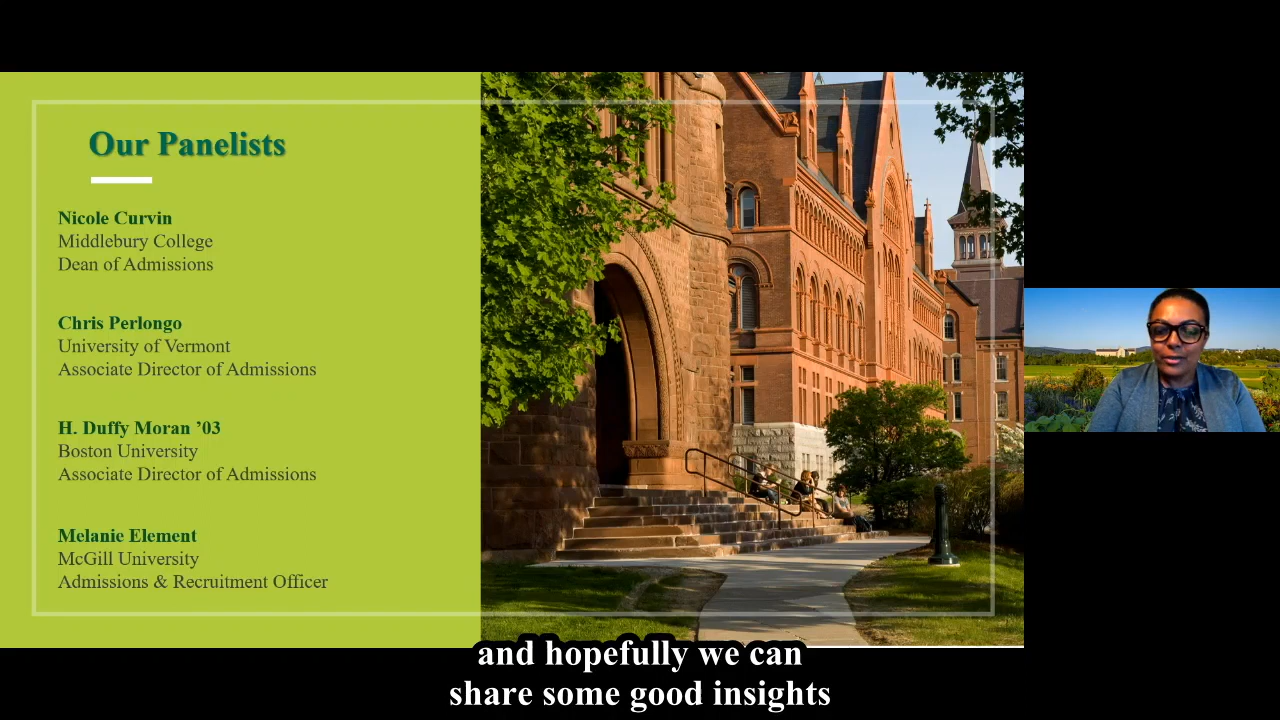 Our Panelists
Nicole Curvin
Middlebury College
Dean of Admissions
Chris Perlongo
University of Vermont
Associate Director of Admissions
H. Duffy Moran ’03
Boston University
Associate Director of Admissions
Melanie Element
McGill University
Admissions & Recruitment Officer
and hopefully we can
share some good insights